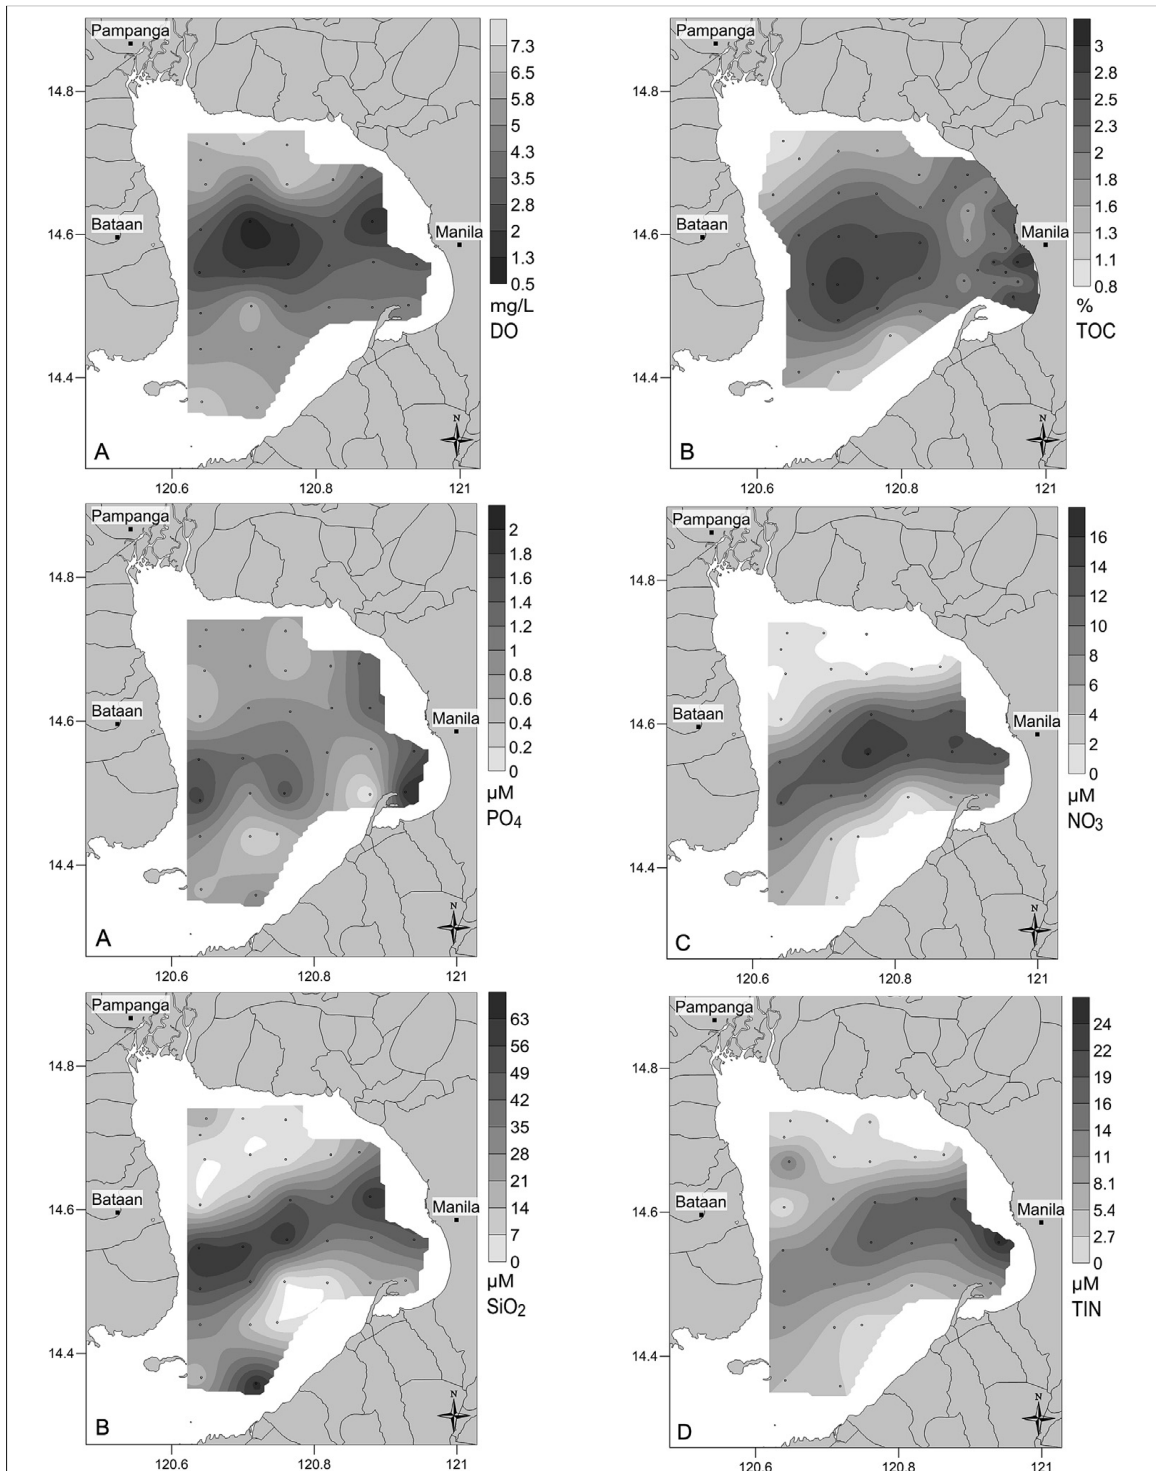 Pampanga
14.8
14.6
14.4
Bataan
Manila
7.3
6.5
5.8
5
4.3
3.5
2.8
2
1.3
0.5
mg/L
DO
A
N
120.6
120.8
121
Pampanga
14.8
14.6
14.4
Bataan
Manila
3
2.8
2.5
2.3
2
1.8
1.6
1.3
1.1
0.8
%
TOC
B
N
120.6
120.8
121
Pampanga
14.8
14.6
14.4
Bataan
Manila
2
1.8
1.6
1.4
1.2
1
0.8
0.6
0.4
0.2
0
µM
PO4
A
N
120.6
120.8
121
Pampanga
14.8
14.6
14.4
Bataan
Manila
16
14
12
10
8
6
4
2
0
µM
NO3
C
N
120.6
120.8
121
Pampanga
14.8
14.6
14.4
Bataan
Manila
63
56
49
42
35
28
21
14
7
0
µM
SiO2
B
N
120.6
120.8
121
Pampanga
14.8
14.6
14.4
Bataan
Manila
24
22
19
16
14
11
8.1
5.4
2.7
0
µM
TIN
D
N
120.6
120.8
121